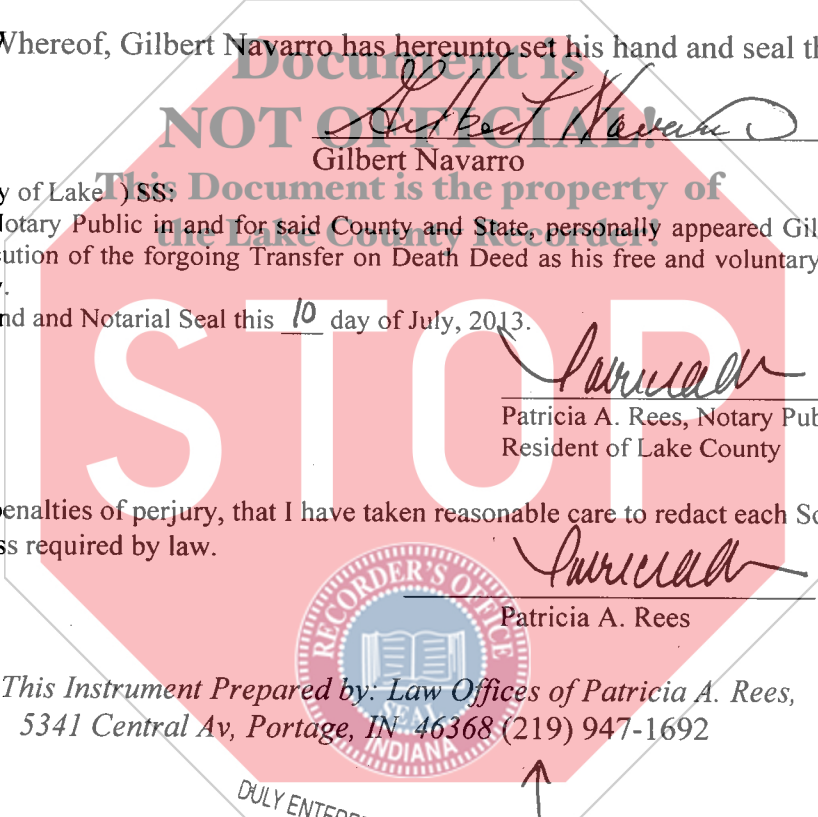 Whereof, Gilbert Navarro has hereunto set his hand and seal th
Document is
NOT OFFICIAL!
Gilbert Navarro
Gilbert Navarro
This Document is the property of
the Lake County Recorder!
y of Lake ) SS:
Notary Public in and for said County and State, personally appeared Gil
cution of the forgoing Transfer on Death Deed as his free and voluntary
y.
nd and Notarial Seal this 10 day of July, 2013.
STOP
Patricia A. Rees, Notary Pub
Resident of Lake County
penalties of perjury, that I have taken reasonable care to redact each So
ss required by law.
Patricia A. Rees
RECORDER'S OFFICE
SEAL
INDIANA
This Instrument Prepared by: Law Offices of Patricia A. Rees,
5341 Central Av, Portage, IN 46368 (219) 947-1692
DULY ENTERE